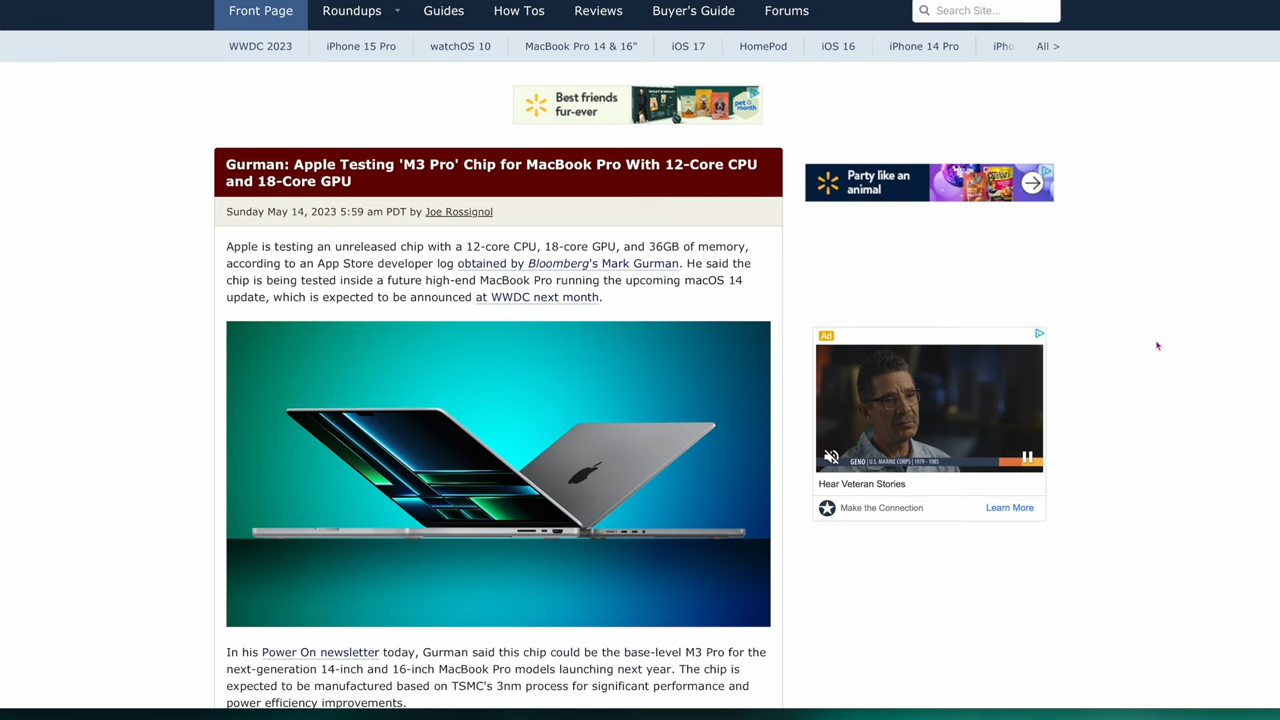 Front Page Roundups Guides How Tos Reviews Buyer's Guide Forums Search Site...
WWDC 2023 iPhone 15 Pro watchOS 10 MacBook Pro 14 & 16" iOS 17 HomePod iOS 16 iPhone 14 Pro iPho All >
Best friends
fur-ever
pet
month
Gurman: Apple Testing 'M3 Pro' Chip for MacBook Pro With 12-Core CPU
and 18-Core GPU
Party like an
animal
Sunday May 14, 2023 5:59 am PDT by Joe Rossignol
Apple is testing an unreleased chip with a 12-core CPU, 18-core GPU, and 36GB of memory,
according to an App Store developer log obtained by Bloomberg's Mark Gurman. He said the
chip is being tested inside a future high-end MacBook Pro running the upcoming macOS 14
update, which is expected to be announced at WWDC next month.
Ad
GENO | U.S. MARINE CORPS | 1979 - 1985
Hear Veteran Stories
Make the Connection Learn More
In his Power On newsletter today, Gurman said this chip could be the base-level M3 Pro for the
next-generation 14-inch and 16-inch MacBook Pro models launching next year. The chip is
expected to be manufactured based on TSMC's 3nm process for significant performance and
power efficiency improvements.